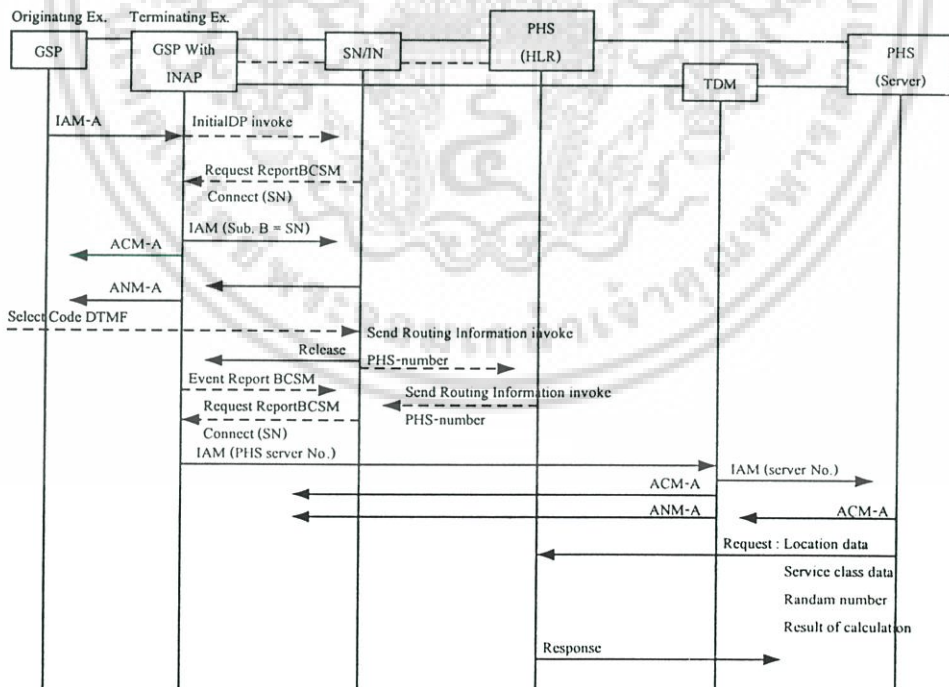 Originating Ex. Terminating Ex.
GSP
GSP With
INAP
SN/IN
PHS
(HLR)
TDM
PHS
(Server)
IAM-A
InitialDP invoke
Request ReportBCSM
Connect (SN)
IAM (Sub. B = SN)
ACM-A
ANM-A
Select Code DTMF
Send Routing Information invoke
Release
PHS-number
Event Report BCSM
Send Routing Information invoke
Request ReportBCSM
PHS-number
Connect (SN)
IAM (PHS server No.)
IAM (server No.)
ACM-A
ANM-A
ACM-A
Request : Location data
Service class data
Randam number
Result of calculation
Response